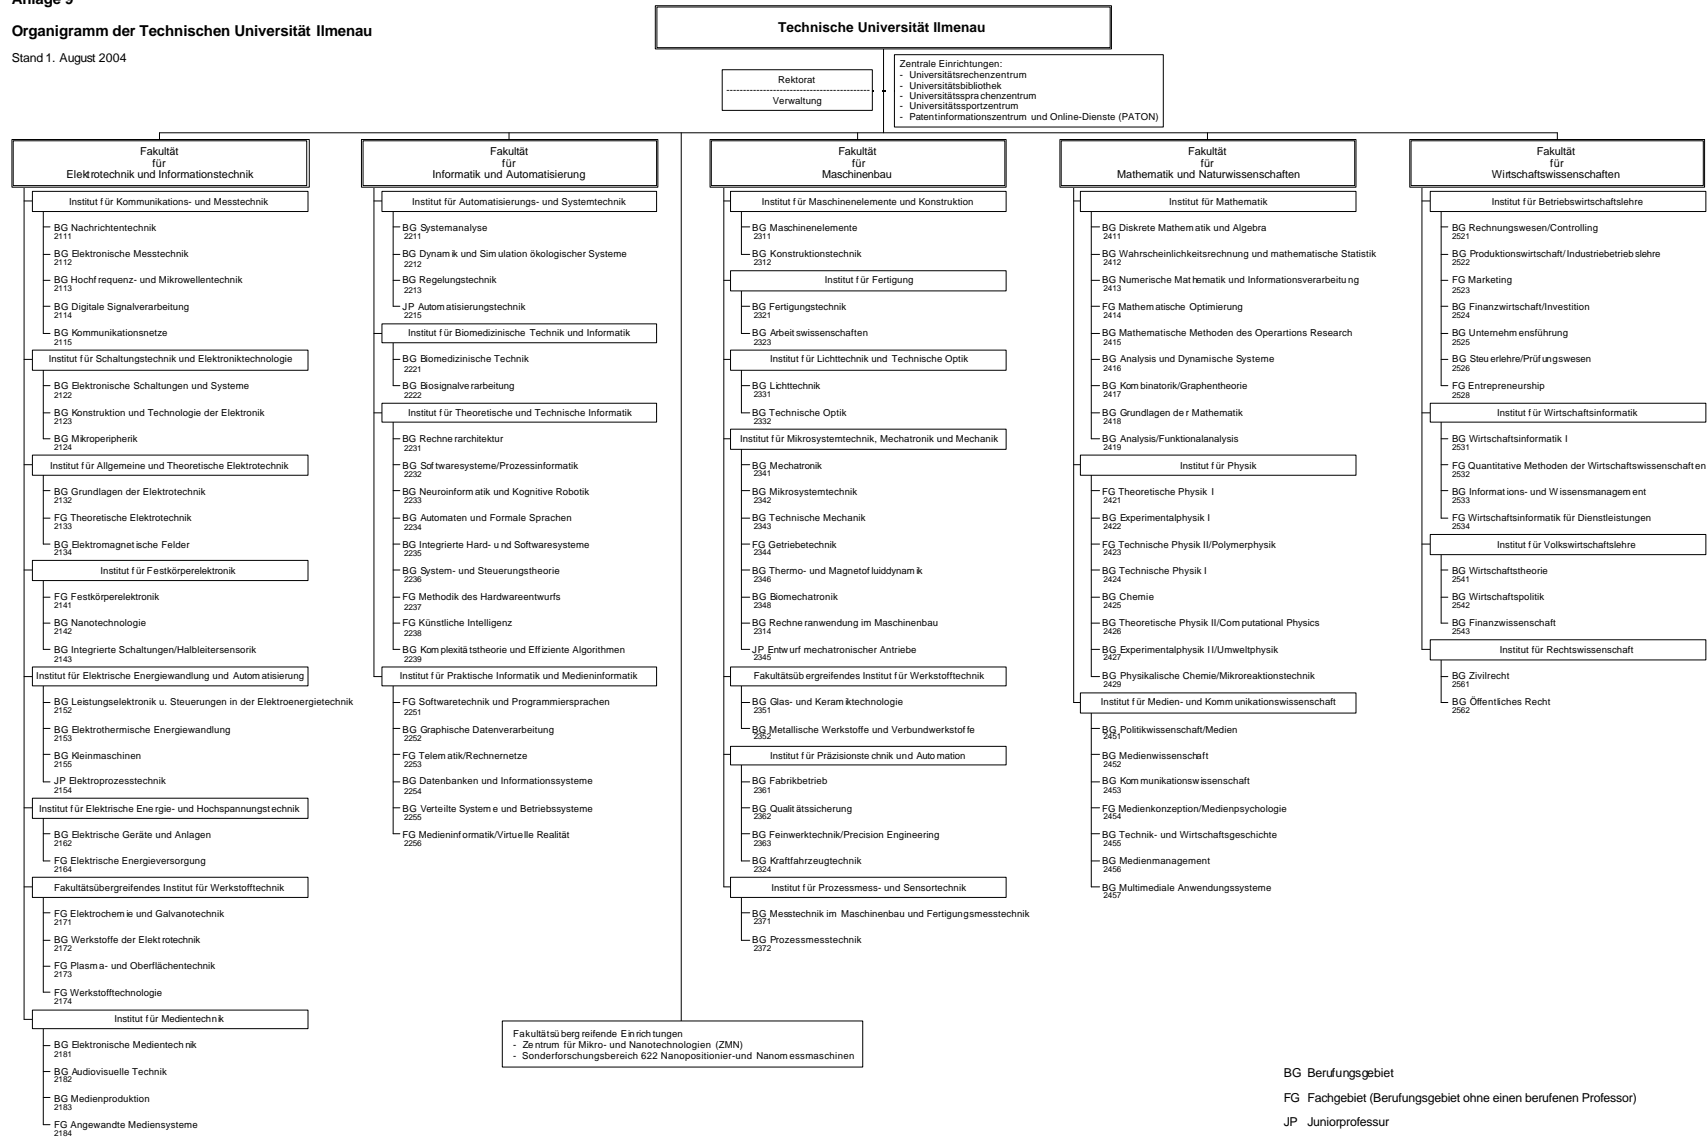 Anlage 9
Organigramm der Technischen Universität Ilmenau
Stand 1. August 2004
Technische Universität Ilmenau
Rektorat
Verwaltung
Zentrale Einrichtungen:
- Universitätsrechenzentrum
- Universitätsbibliothek
- Universitätssprachenzentrum
- Universitätssportzentrum
- Patentinformationszentrum und Online-Dienste (PATON)
Fakultät
für
Elektrotechnik und Informationstechnik
Institut für Kommunikations- und Messtechnik
BG Nachrichtentechnik
2111
BG Elektronische Messtechnik
2112
BG Hochfrequenz- und Mikrowellentechnik
2113
BG Digitale Signalverarbeitung
2114
BG Kommunikationsnetze
2115
Institut für Schaltungstechnik und Elektroniktechnologie
BG Elektronische Schaltungen und Systeme
2122
BG Konstruktion und Technologie der Elektronik
2123
BG Mikroperipherik
2124
Institut für Allgemeine und Theoretische Elektrotechnik
BG Grundlagen der Elektrotechnik
2132
FG Theoretische Elektrotechnik
2133
BG Elektromagnetische Felder
2134
Institut für Festkörperelektronik
FG Festkörperelektronik
2141
BG Nanotechnologie
2142
BG Integrierte Schaltungen/Halbleitersensorik
2143
Institut für Elektrische Energiewandlung und Automatisierung
BG Leistungselektronik u. Steuerungen in der Elektroenergietechnik
2152
BG Elektrothermische Energiewandlung
2153
BG Kleinmaschinen
2155
JP Elektroprozesstechnik
2154
Institut für Elektrische Energie- und Hochspannungstechnik
BG Elektrische Geräte und Anlagen
2162
FG Elektrische Energieversorgung
2164
Fakultätsübergreifendes Institut für Werkstofftechnik
FG Elektrochemie und Galvanotechnik
2171
BG Werkstoffe der Elektrotechnik
2172
FG Plasma- und Oberflächentechnik
2173
FG Werkstofftechnologie
2174
Institut für Medientechnik
BG Elektronische Medientechnik
2181
BG Audiovisuelle Technik
2182
BG Medienproduktion
2183
FG Angewandte Mediensysteme
2184
Fakultät
für
Informatik und Automatisierung
Institut für Automatisierungs- und Systemtechnik
BG Systemanalyse
2211
BG Dynamik und Simulation ökologischer Systeme
2212
BG Regelungstechnik
2213
JP Automatisierungstechnik
2215
Institut für Biomedizinische Technik und Informatik
BG Biomedizinische Technik
2221
BG Biosignalverarbeitung
2222
Institut für Theoretische und Technische Informatik
BG Rechnerarchitektur
2231
BG Softwaresysteme/Prozessinformatik
2232
BG Neuroinformatik und Kognitive Robotik
2233
BG Automaten und Formale Sprachen
2234
BG Integrierte Hard- und Softwaresysteme
2235
BG System- und Steuerungstheorie
2236
FG Methodik des Hardwareentwurfs
2237
FG Künstliche Intelligenz
2238
BG Komplexitätstheorie und Effiziente Algorithmen
2239
Institut für Praktische Informatik und Medieninformatik
FG Softwaretechnik und Programmiersprachen
2251
BG Graphische Datenverarbeitung
2252
FG Telematik/Rechnernetze
2253
BG Datenbanken und Informationssysteme
2254
BG Verteilte Systeme und Betriebssysteme
2255
FG Medieninformatik/Virtuelle Realität
2256
Fakultät
für
Maschinenbau
Institut für Maschinenelemente und Konstruktion
BG Maschinenelemente
2311
BG Konstruktionstechnik
2312
Institut für Fertigung
BG Fertigungstechnik
2321
BG Arbeitswissenschaften
2323
Institut für Lichttechnik und Technische Optik
BG Lichttechnik
2331
BG Technische Optik
2332
Institut für Mikrosystemtechnik, Mechatronik und Mechanik
BG Mechatronik
2341
BG Mikrosystemtechnik
2342
BG Technische Mechanik
2343
FG Getriebetechnik
2344
BG Thermo- und Magnetofluiddynamik
2346
BG Biomechatronik
2348
BG Rechneranwendung im Maschinenbau
2314
JP Entwurf mechatronischer Antriebe
2345
Fakultätsübergreifendes Institut für Werkstofftechnik
BG Glas- und Keramiktechnologie
2351
BG Metallische Werkstoffe und Verbundwerkstoffe
2352
Institut für Präzisionstechnik und Automation
BG Fabrikbetrieb
2361
BG Qualitätssicherung
2362
BG Feinwerktechnik/Precision Engineering
2363
BG Kraftfahrzeugtechnik
2324
Institut für Prozessmess- und Sensortechnik
BG Messtechnik im Maschinenbau und Fertigungsmesstechnik
2371
BG Prozessmesstechnik
2372
Fakultät
für
Mathematik und Naturwissenschaften
Institut für Mathematik
BG Diskrete Mathematik und Algebra
2411
BG Wahrscheinlichkeitsrechnung und mathematische Statistik
2412
BG Numerische Mathematik und Informationsverarbeitung
2413
FG Mathematische Optimierung
2414
BG Mathematische Methoden des Operartions Research
2415
BG Analysis und Dynamische Systeme
2416
BG Kombinatorik/Graphentheorie
2417
BG Grundlagen der Mathematik
2418
BG Analysis/Funktionalanalysis
2419
Institut für Physik
FG Theoretische Physik I
2421
BG Experimentalphysik I
2422
FG Technische Physik II/Polymerphysik
2423
BG Technische Physik I
2424
BG Chemie
2425
BG Theoretische Physik II/Computational Physics
2426
BG Experimentalphysik II/Umweltphysik
2427
BG Physikalische Chemie/Mikroreaktionstechnik
2429
Institut für Medien- und Kommunikationswissenschaft
BG Politikwissenschaft/Medien
2451
BG Medienwissenschaft
2452
BG Kommunikationswissenschaft
2453
FG Medienkonzeption/Medienpsychologie
2454
BG Technik- und Wirtschaftsgeschichte
2455
BG Medienmanagement
2456
BG Multimediale Anwendungssysteme
2457
Fakultät
für
Wirtschaftswissenschaften
Institut für Betriebswirtschaftslehre
BG Rechnungswesen/Controlling
2521
BG Produktionswirtschaft/Industriebetriebslehre
2522
FG Marketing
2523
BG Finanzwirtschaft/Investition
2524
BG Unternehmensführung
2525
BG Steuerlehre/Prüfungswesen
2526
FG Entrepreneurship
2528
Institut für Wirtschaftsinformatik
BG Wirtschaftsinformatik I
2531
FG Quantitative Methoden der Wirtschaftswissenschaften
2532
BG Informations- und Wissensmanagement
2533
FG Wirtschaftsinformatik für Dienstleistungen
2534
Institut für Volkswirtschaftslehre
BG Wirtschaftstheorie
2541
BG Wirtschaftspolitik
2542
BG Finanzwissenschaft
2543
Institut für Rechtswissenschaft
BG Zivilrecht
2561
BG Öffentliches Recht
2562
Fakultätsübergreifende Einrichtungen
- Zentrum für Mikro- und Nanotechnologien (ZMN)
- Sonderforschungsbereich 622 Nanopositionier-und Nanomessmaschinen
BG Berufungsgebiet
FG Fachgebiet (Berufungsgebiet ohne einen berufenen Professor)
JP Juniorprofessur